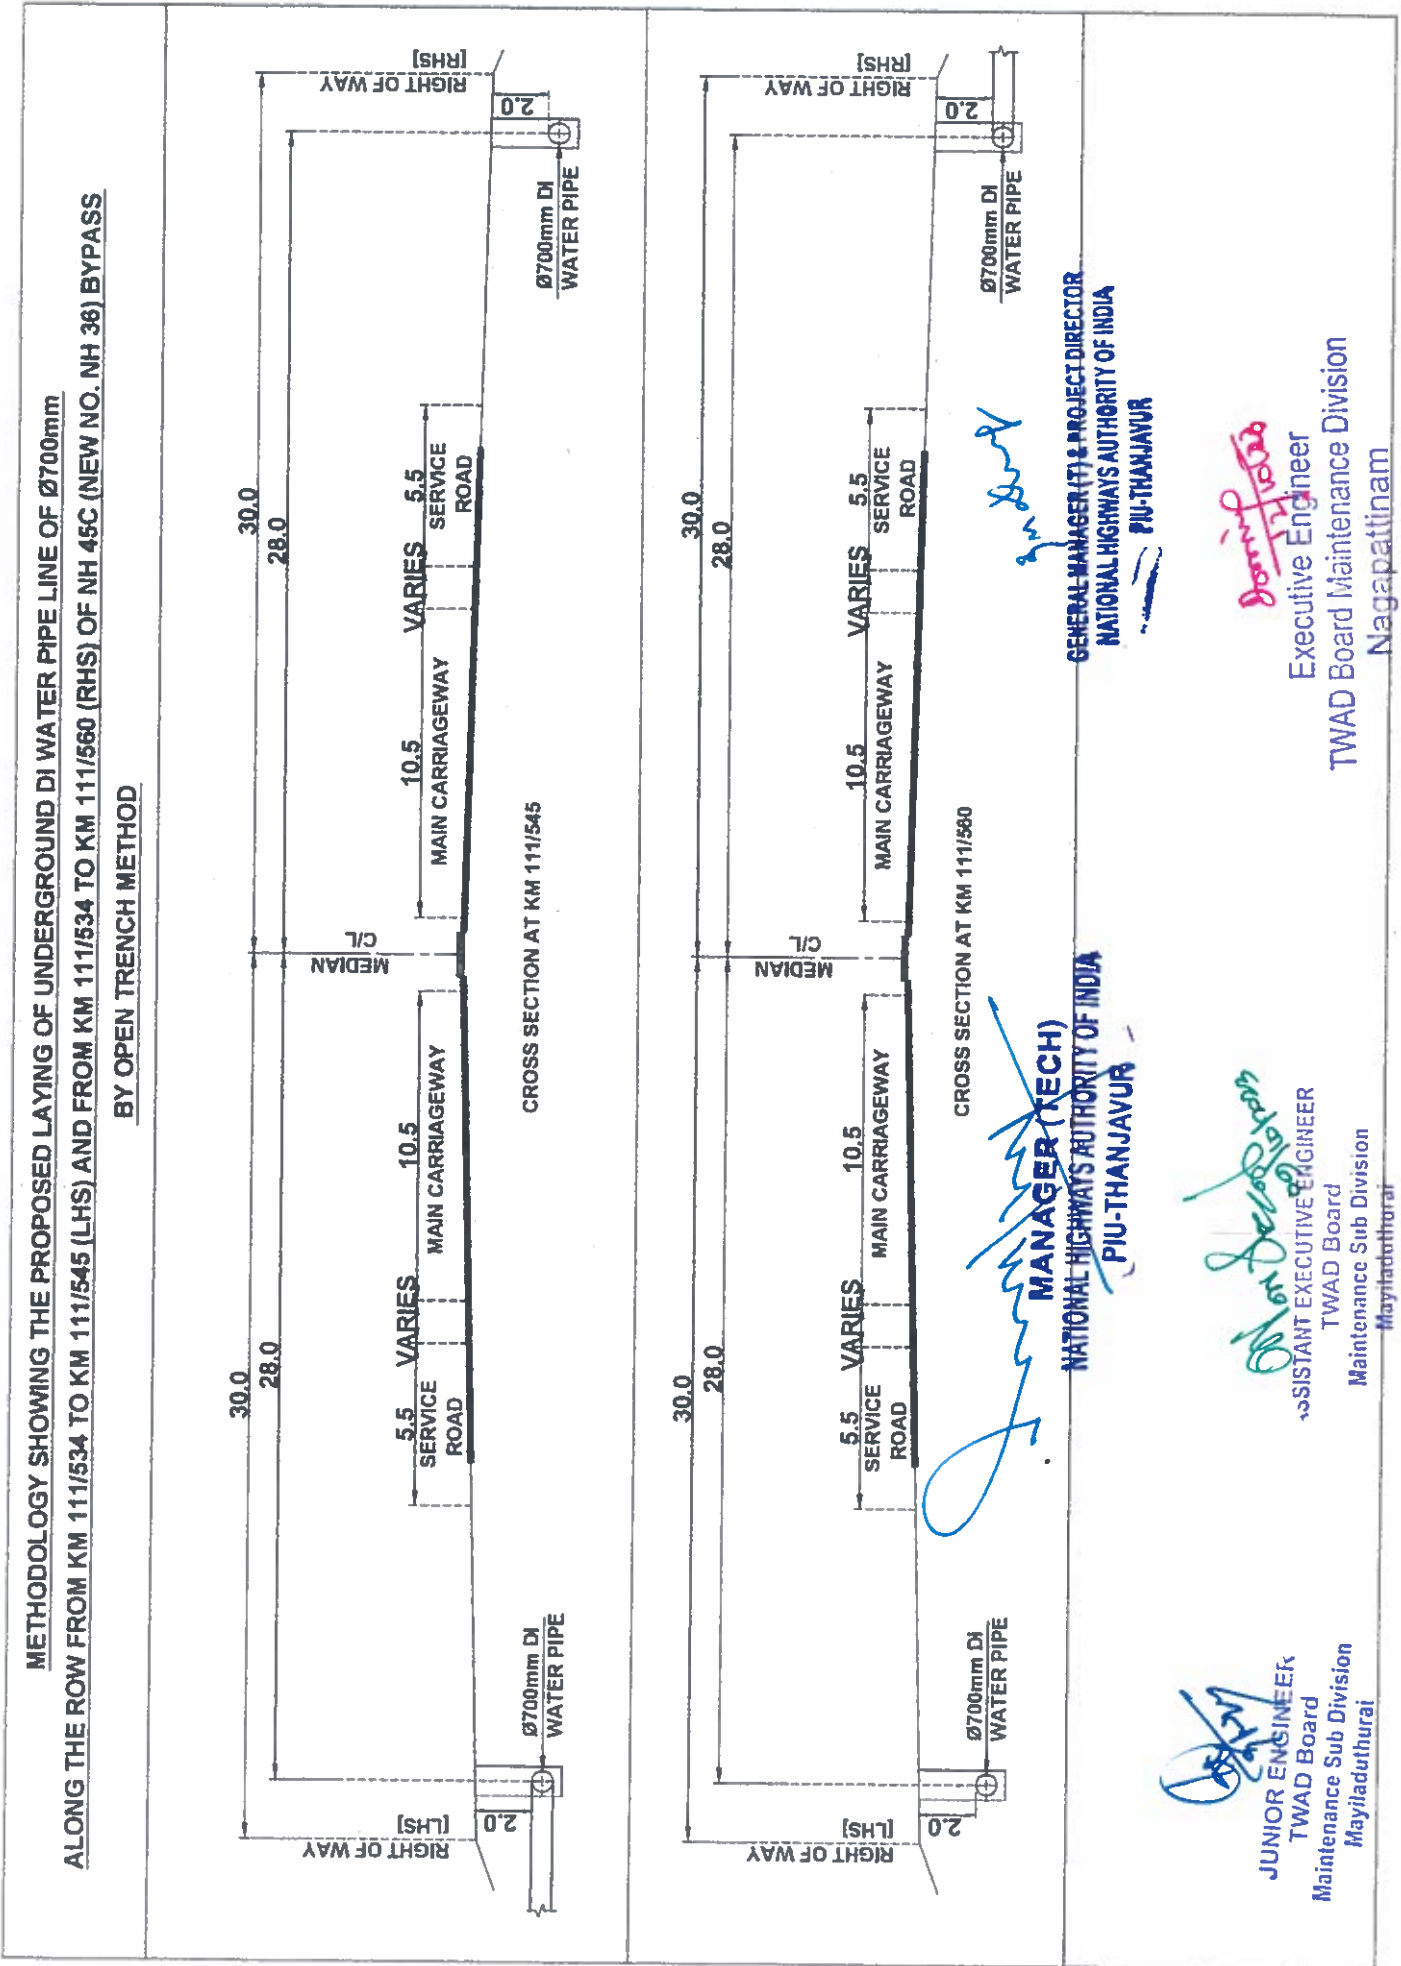 METHODOLOGY SHOWING THE PROPOSED LAYING OF UNDERGROUND DI WATER PIPE LINE OF Ø700mm
ALONG THE ROW FROM KM 111/534 TO KM 111/545 (LHS) AND FROM KM 111/534 TO KM 111/560 (RHS) OF NH 45C (NEW NO. NH 36) BYPASS
BY OPEN TRENCH METHOD
30.0
30.0
28.0
28.0
RIGHT OF WAY
[LHS]
MEDIAN
C/L
RIGHT OF WAY
[RHS]
5.5
VARIES
10.5
10.5
VARIES
5.5
SERVICE
ROAD
MAIN CARRIAGEWAY
MAIN CARRIAGEWAY
SERVICE
ROAD
2.0
2.0
Ø700mm DI
WATER PIPE
Ø700mm DI
WATER PIPE
CROSS SECTION AT KM 111/545
30.0
30.0
28.0
28.0
RIGHT OF WAY
[LHS]
MEDIAN
C/L
RIGHT OF WAY
[RHS]
5.5
VARIES
10.5
10.5
VARIES
5.5
SERVICE
ROAD
MAIN CARRIAGEWAY
MAIN CARRIAGEWAY
SERVICE
ROAD
2.0
2.0
Ø700mm DI
WATER PIPE
Ø700mm DI
WATER PIPE
CROSS SECTION AT KM 111/560
MANAGER (TECH)
NATIONAL HIGHWAYS AUTHORITY OF INDIA
PIU-THANJAVUR
GENERAL MANAGER (T) & PROJECT DIRECTOR
NATIONAL HIGHWAYS AUTHORITY OF INDIA
PIU-THANJAVUR
JUNIOR ENGINEER
TWAD Board
Maintenance Sub Division
Mayiladuthurai
ASSISTANT EXECUTIVE ENGINEER
TWAD Board
Maintenance Sub Division
Mayiladuthurai
Executive Engineer
TWAD Board Maintenance Division
Nagapattinam